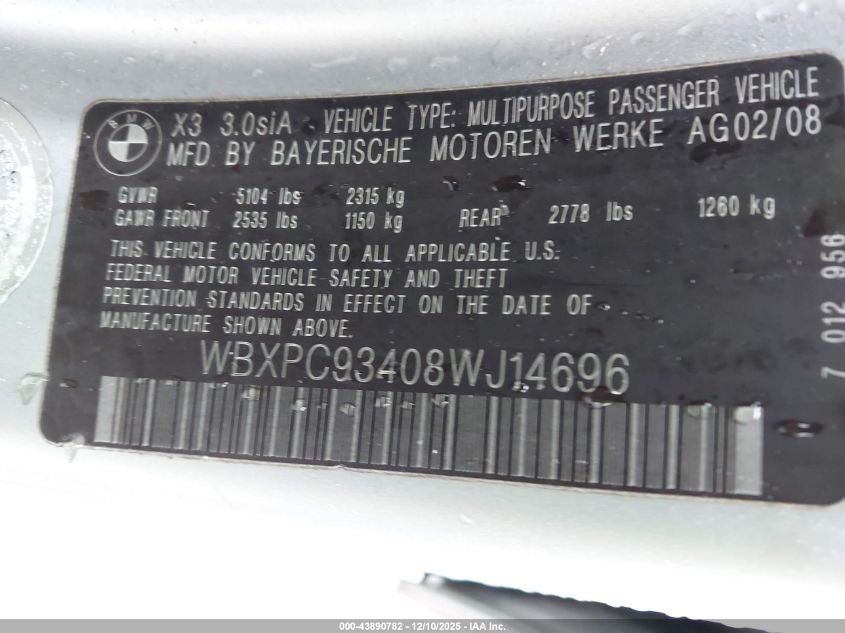 BMW
X3 3.0siA - VEHICLE TYPE: MULTIPURPOSE PASSENGER VEHICLE
MFD. BY BAYERISCHE MOTOREN WERKE AG 02/08
GVWR 5104 lbs 2315 kg
GAWR FRONT 2535 lbs 1150 kg REAR 2778 lbs 1260 kg
THIS VEHICLE CONFORMS TO ALL APPLICABLE U.S.
FEDERAL MOTOR VEHICLE SAFETY AND THEFT
PREVENTION STANDARDS IN EFFECT ON THE DATE OF
MANUFACTURE SHOWN ABOVE.
WBXPC93408WJ14696
7 012 956
000-43890782 — 12/10/2025 — IAA Inc.